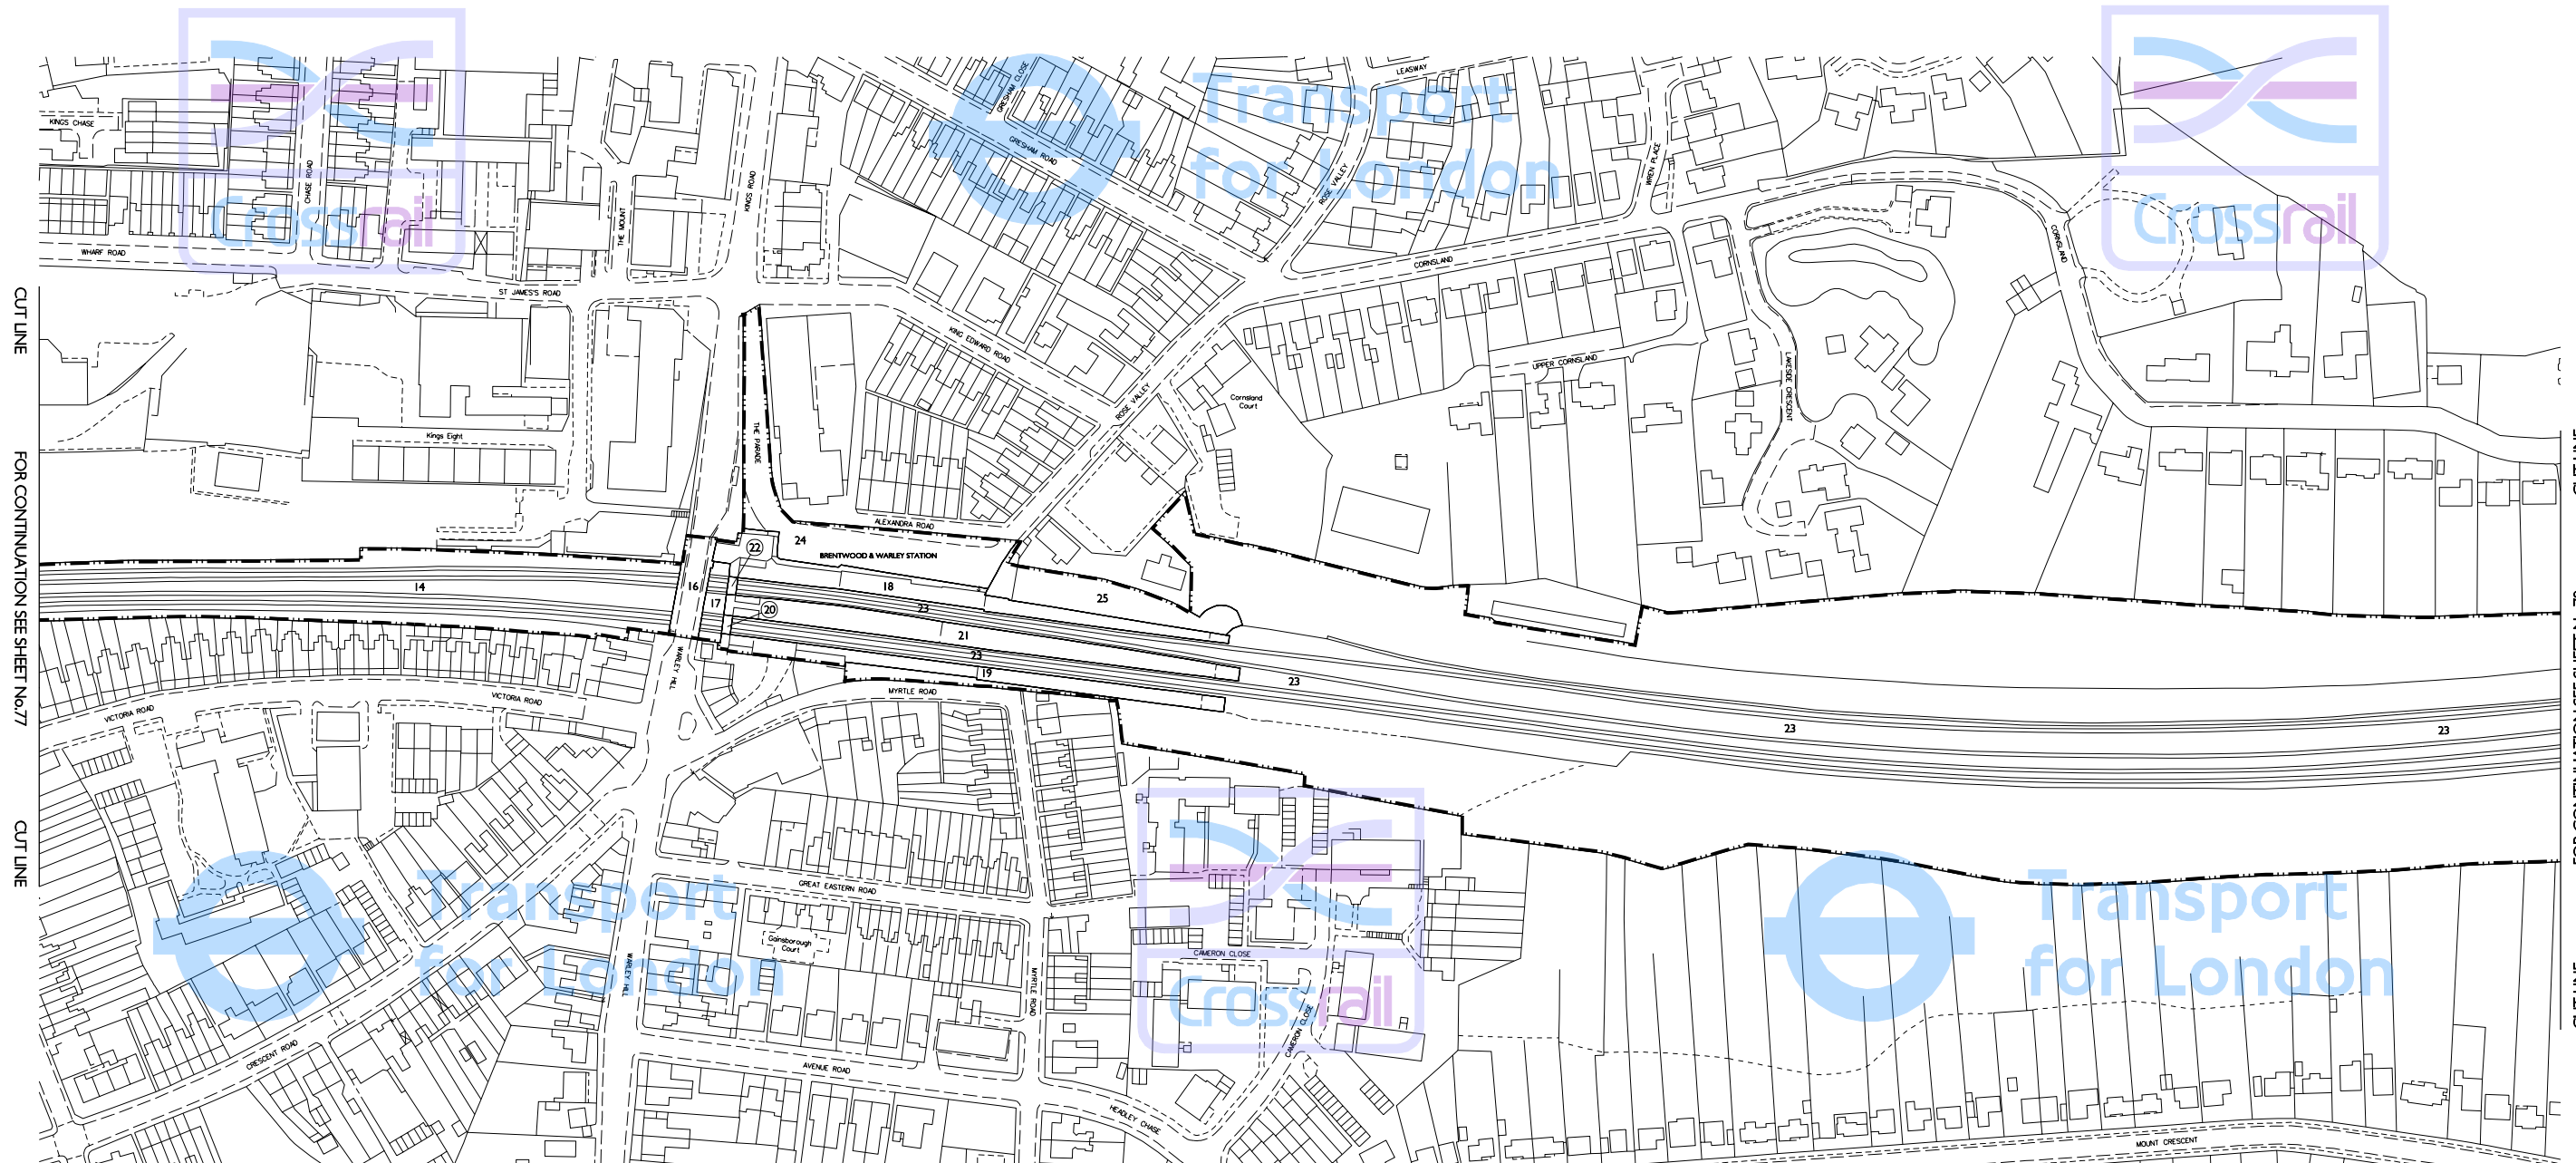 Crossrail
Transport
for London
Crossrail
LEASWAY
GRESHAM CLOSE
KINGS CHASE
CHASE ROAD
GRESHAM ROAD
WREN PLACE
KINGS ROAD
ROSE VALLEY
THE MOUNT
WHARF ROAD
CORNSLAND
CORNSLAND
ST JAMES'S ROAD
KING EDWARD ROAD
UPPER CORNSLAND
LAKESIDE CRESCENT
ROSE VALLEY
Cornsland
Court
THE PARADE
Kings Eight
ALEXANDRA ROAD
CUT LINE
FOR CONTINUATION SEE SHEET No.77
CUT LINE
24
22
BRENTWOOD & WARLEY STATION
14
16
18
17
20
23
25
21
23
19
23
23
23
WARLEY HILL
MYRTLE ROAD
VICTORIA ROAD
VICTORIA ROAD
GREAT EASTERN ROAD
Gainsborough
Court
WARLEY HILL
MYRTLE ROAD
CAMERON CLOSE
CAMERON CLOSE
CRESCENT ROAD
AVENUE ROAD
HEADLEY CHASE
MOUNT CRESCENT
Transport
for London
Crossrail
Transport
for London